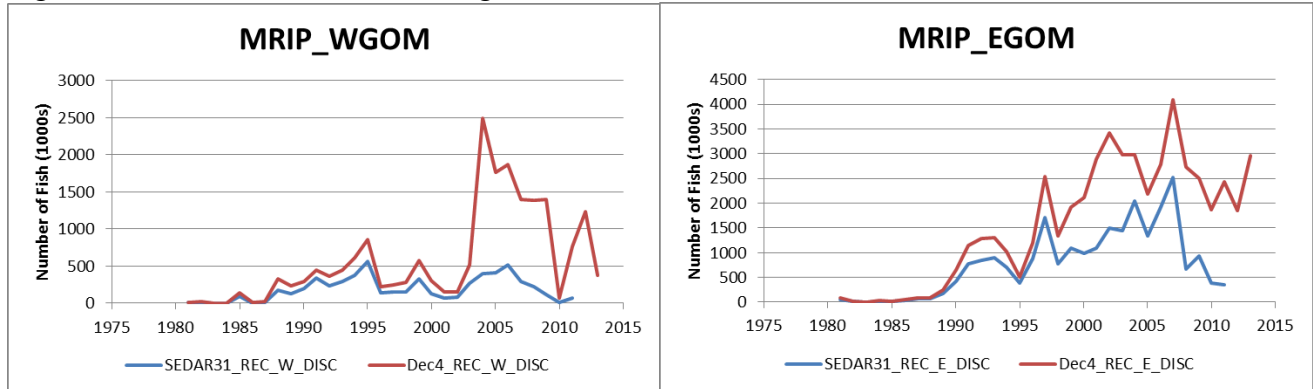 MRIP_WGOM
Number of Fish (1000s)
3000
2500
2000
1500
1000
500
0
1975 1980 1985 1990 1995 2000 2005 2010 2015
SEDAR31_REC_W_DISC Dec4_REC_W_DISC
MRIP_EGOM
Number of Fish (1000s)
4500
4000
3500
3000
2500
2000
1500
1000
500
0
1975 1980 1985 1990 1995 2000 2005 2010 2015
SEDAR31_REC_E_DISC Dec4_REC_E_DISC